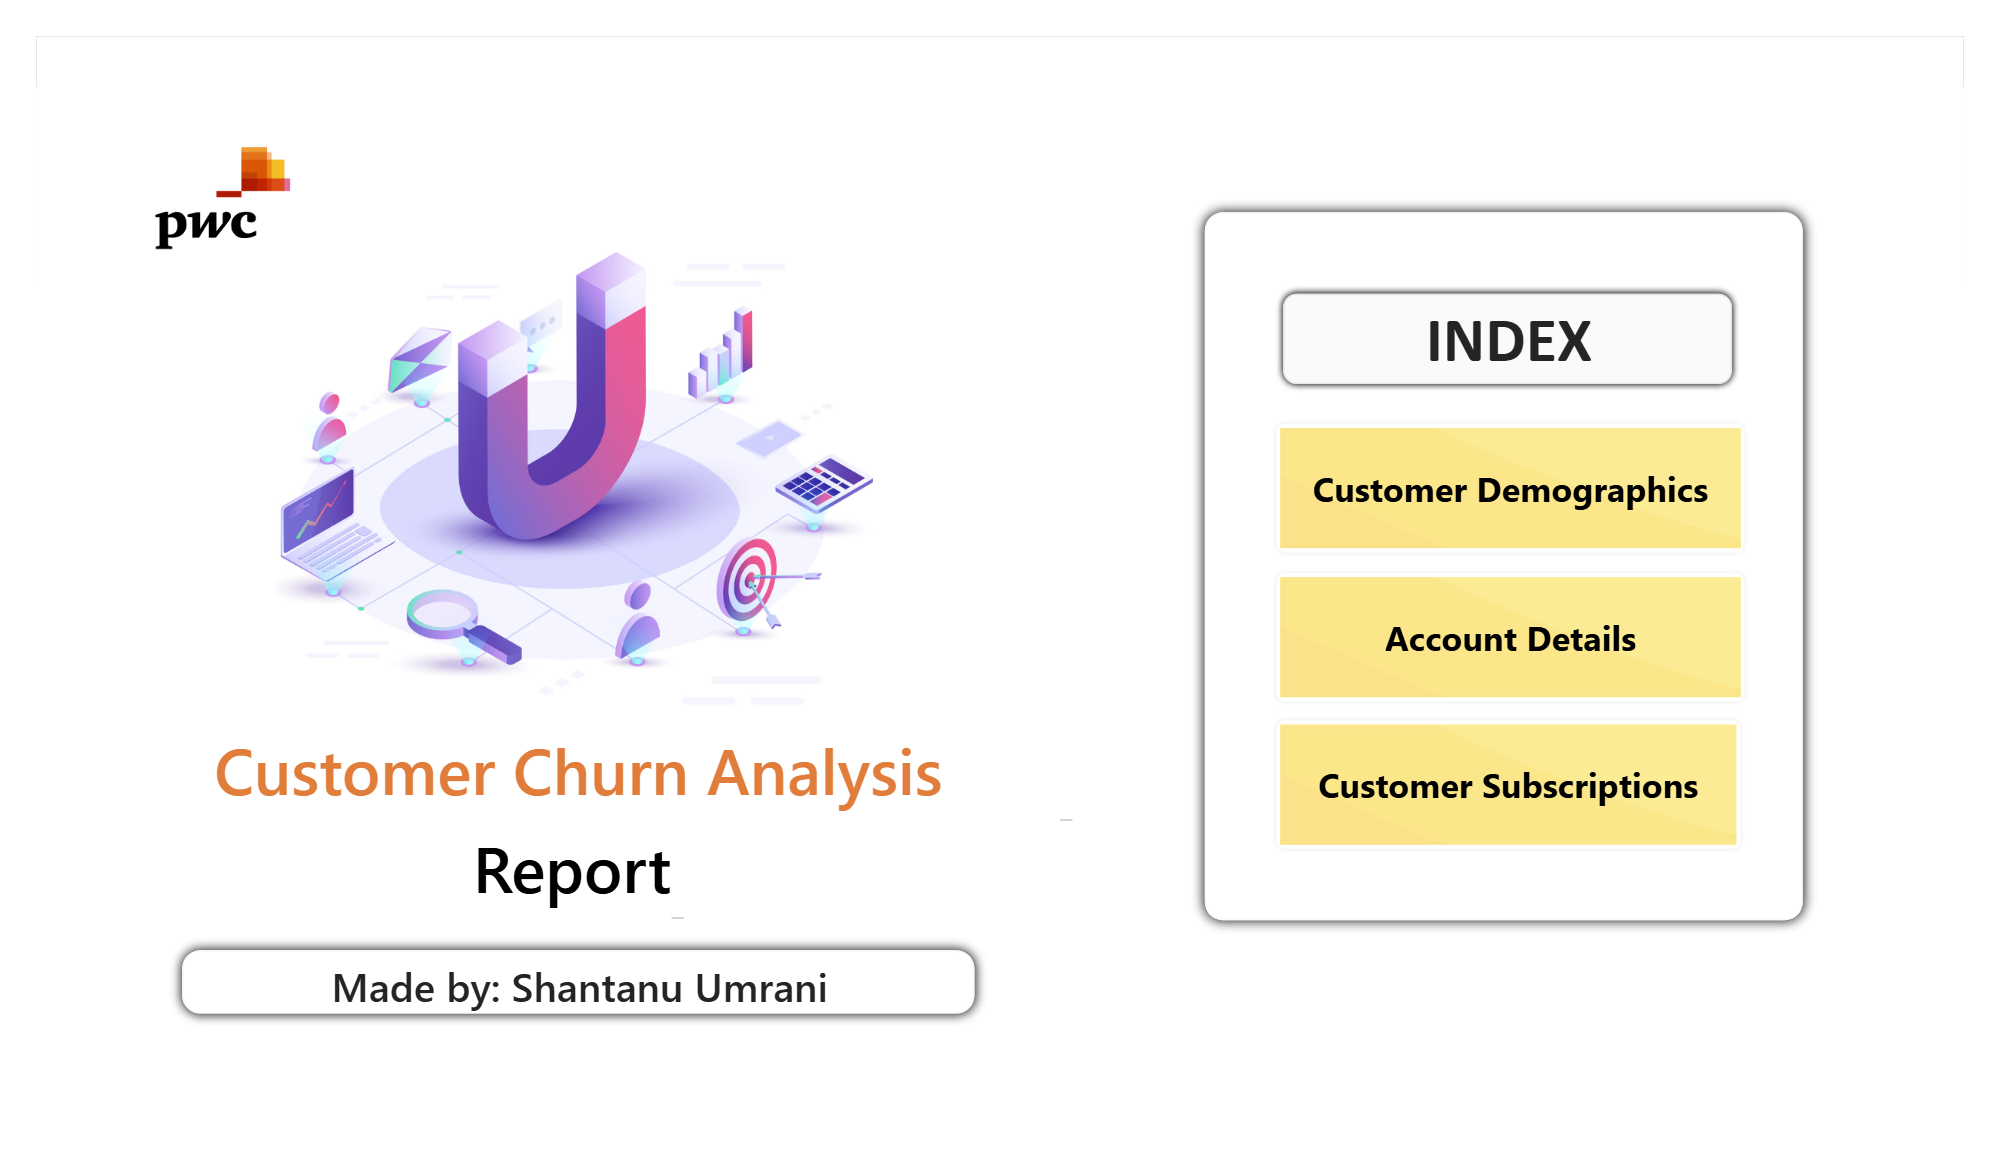 pwc
Customer Churn Analysis
Report
Made by: Shantanu Umrani
INDEX
Customer Demographics
Account Details
Customer Subscriptions